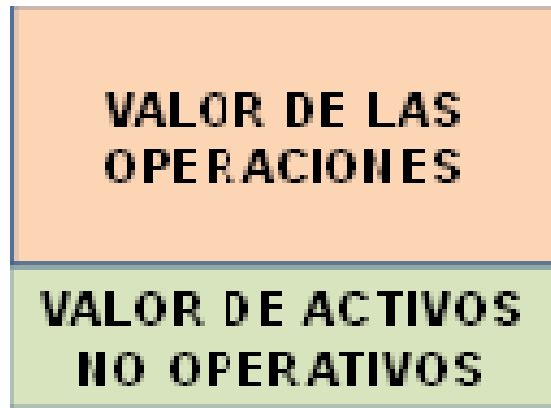 VALOR DE LAS
OPERACIONES
VALOR DE ACTIVOS
NO OPERATIVOS